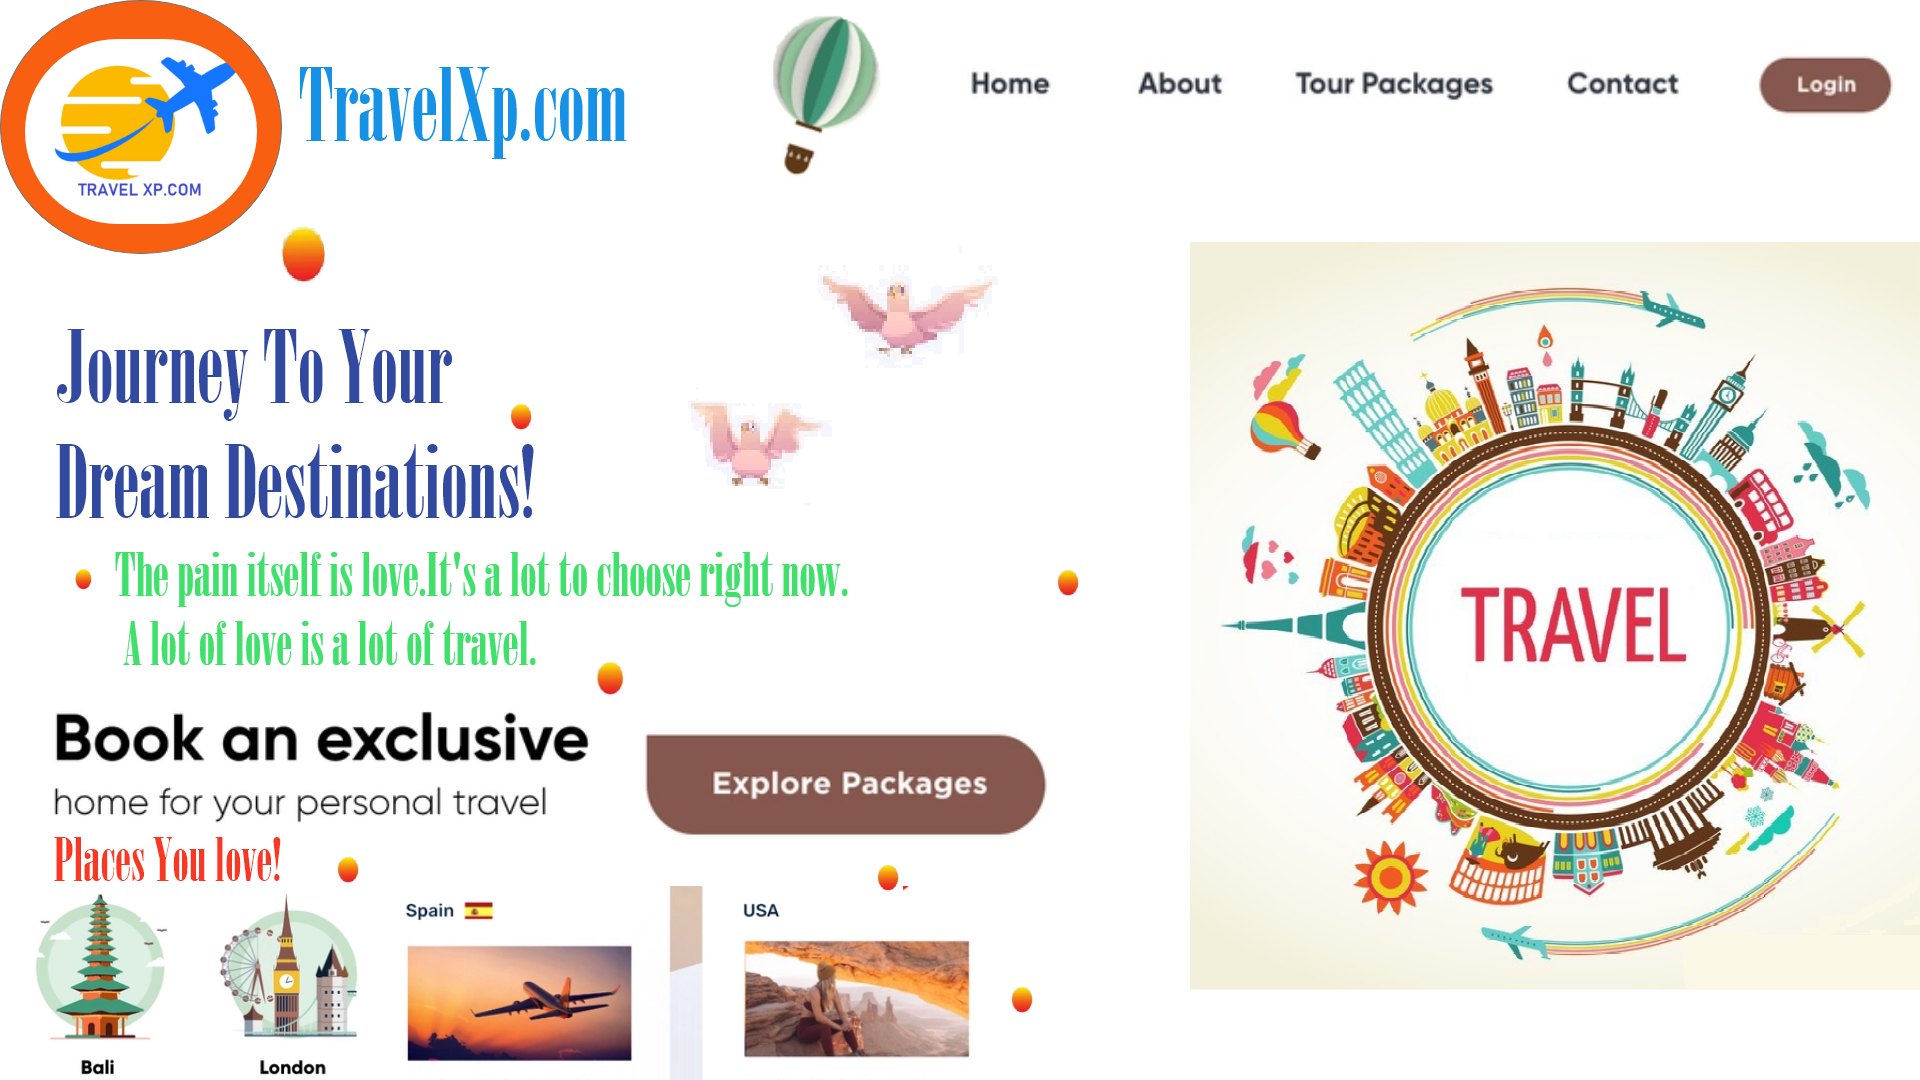 TRAVEL XP.COM
TravelXp.com
Home
About
Tour Packages
Contact
Login
Journey To Your
Dream Destinations!
The pain itself is love.It's a lot to choose right now.
A lot of love is a lot of travel.
Book an exclusive
home for your personal travel
Explore Packages
Places You love!
Spain
USA
Bali
London
TRAVEL